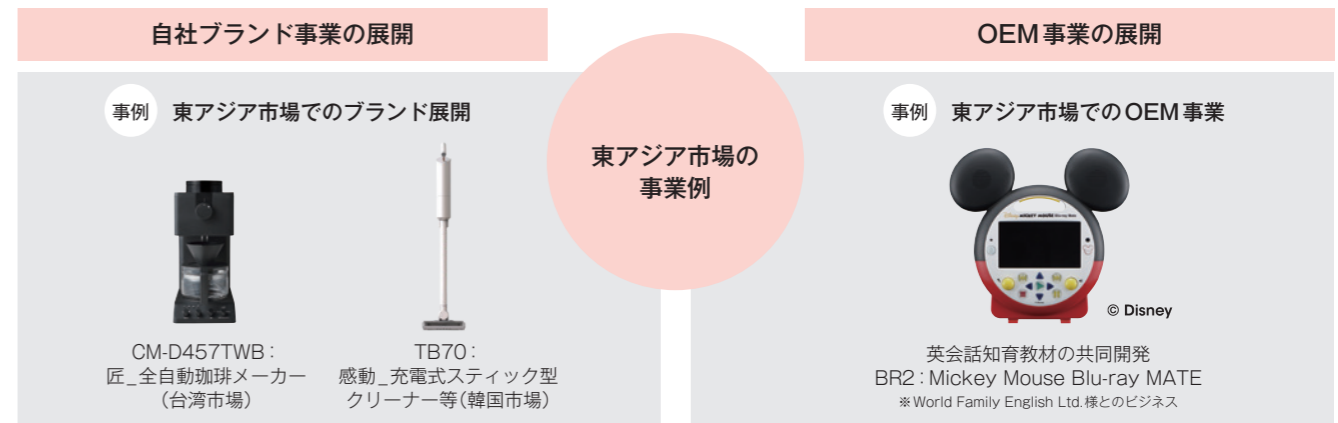 自社ブランド事業の展開
事例 東アジア市場でのブランド展開
CM-D457TWB：
匠_全自動珈琲メーカー
（台湾市場）
TB70：
感動_充電式スティック型
クリーナー等（韓国市場）
東アジア市場の
事業例
OEM事業の展開
事例 東アジア市場でのOEM事業
Disney MICKEY MOUSE Blu-ray Mate
© Disney
英会話知育教材の共同開発
BR2：Mickey Mouse Blu-ray MATE
※World Family English Ltd.様とのビジネス